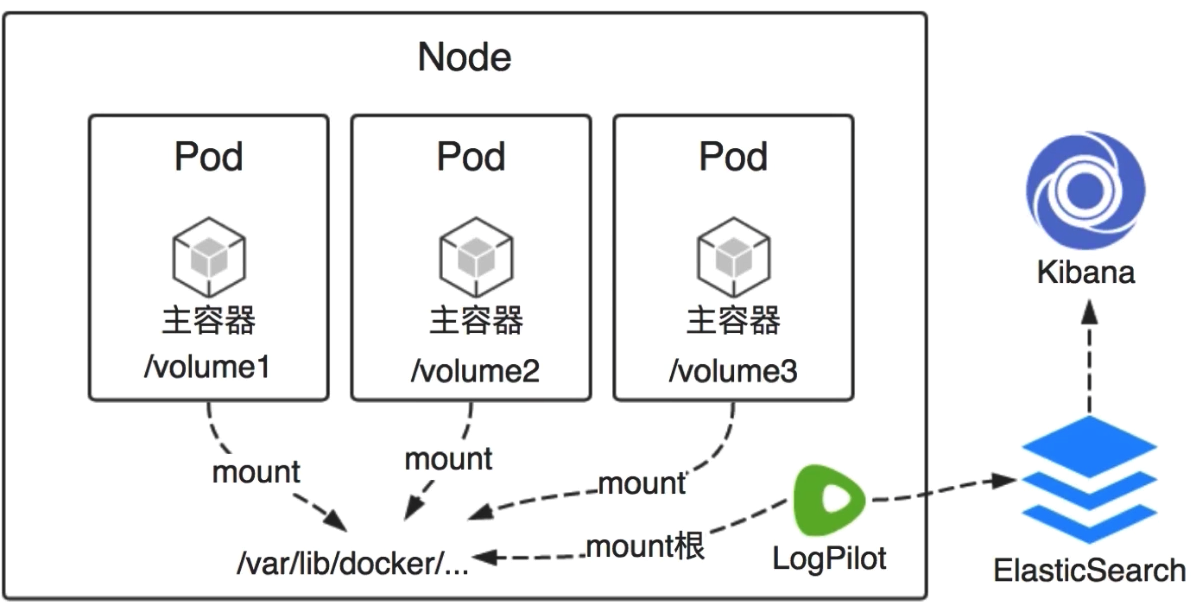 Node
Pod
Pod
Pod
主容器
主容器
主容器
/volume1
/volume2
/volume3
mount
mount
mount
mount根
/var/lib/docker/...
LogPilot
Kibana
ElasticSearch